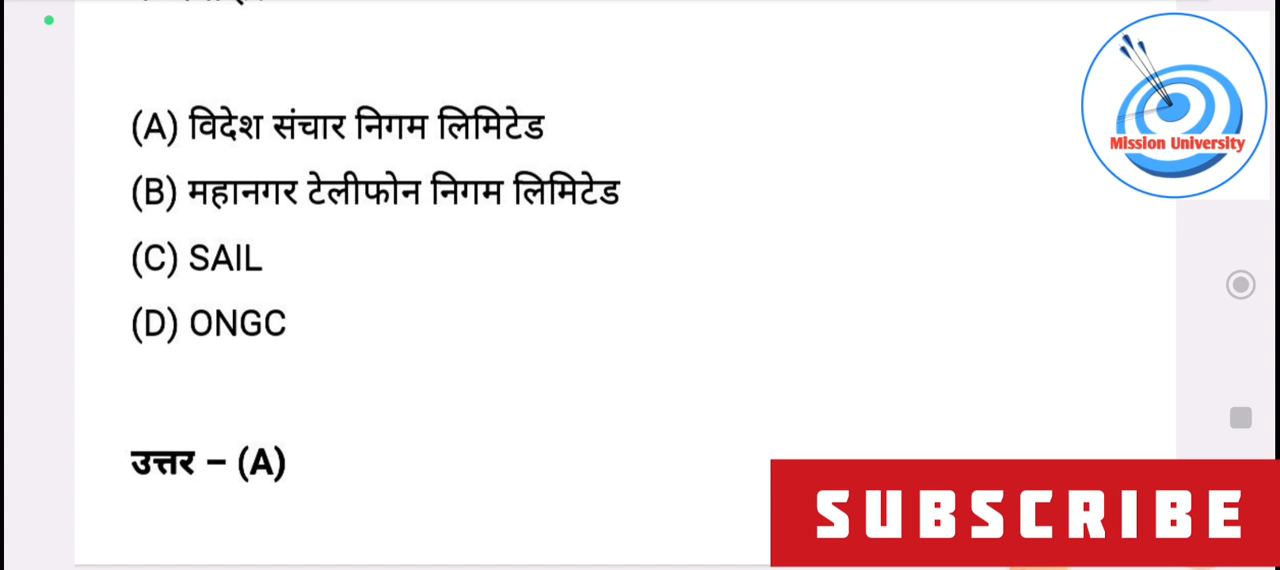 (A) विदेश संचार निगम लिमिटेड
(B) महानगर टेलीफोन निगम लिमिटेड
(C) SAIL
(D) ONGC
उत्तर – (A)
Mission University
SUBSCRIBE